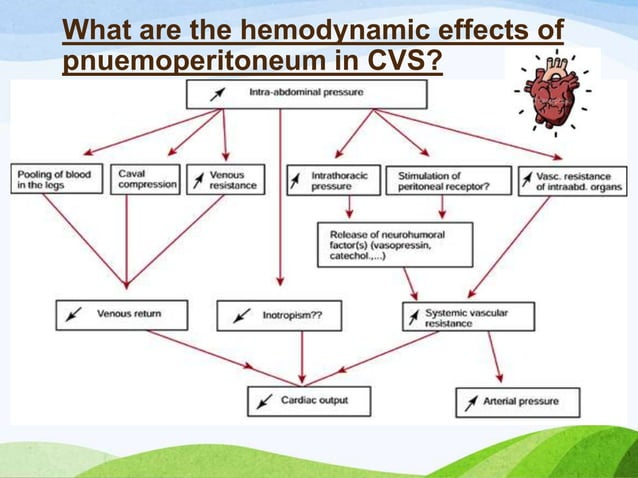 What are the hemodynamic effects of
pnuemoperitoneum in CVS?
Intra-abdominal pressure
Pooling of blood
in the legs
Caval
compression
Venous
resistance
Intrathoracic
pressure
Stimulation of
peritoneal receptor?
Vasc. resistance
of intraabd. organs
Release of neurohumoral
factor(s) (vasopressin,
catechol.,...)
Venous return
Inotropism??
Systemic vascular
resistance
Cardiac output
Arterial pressure